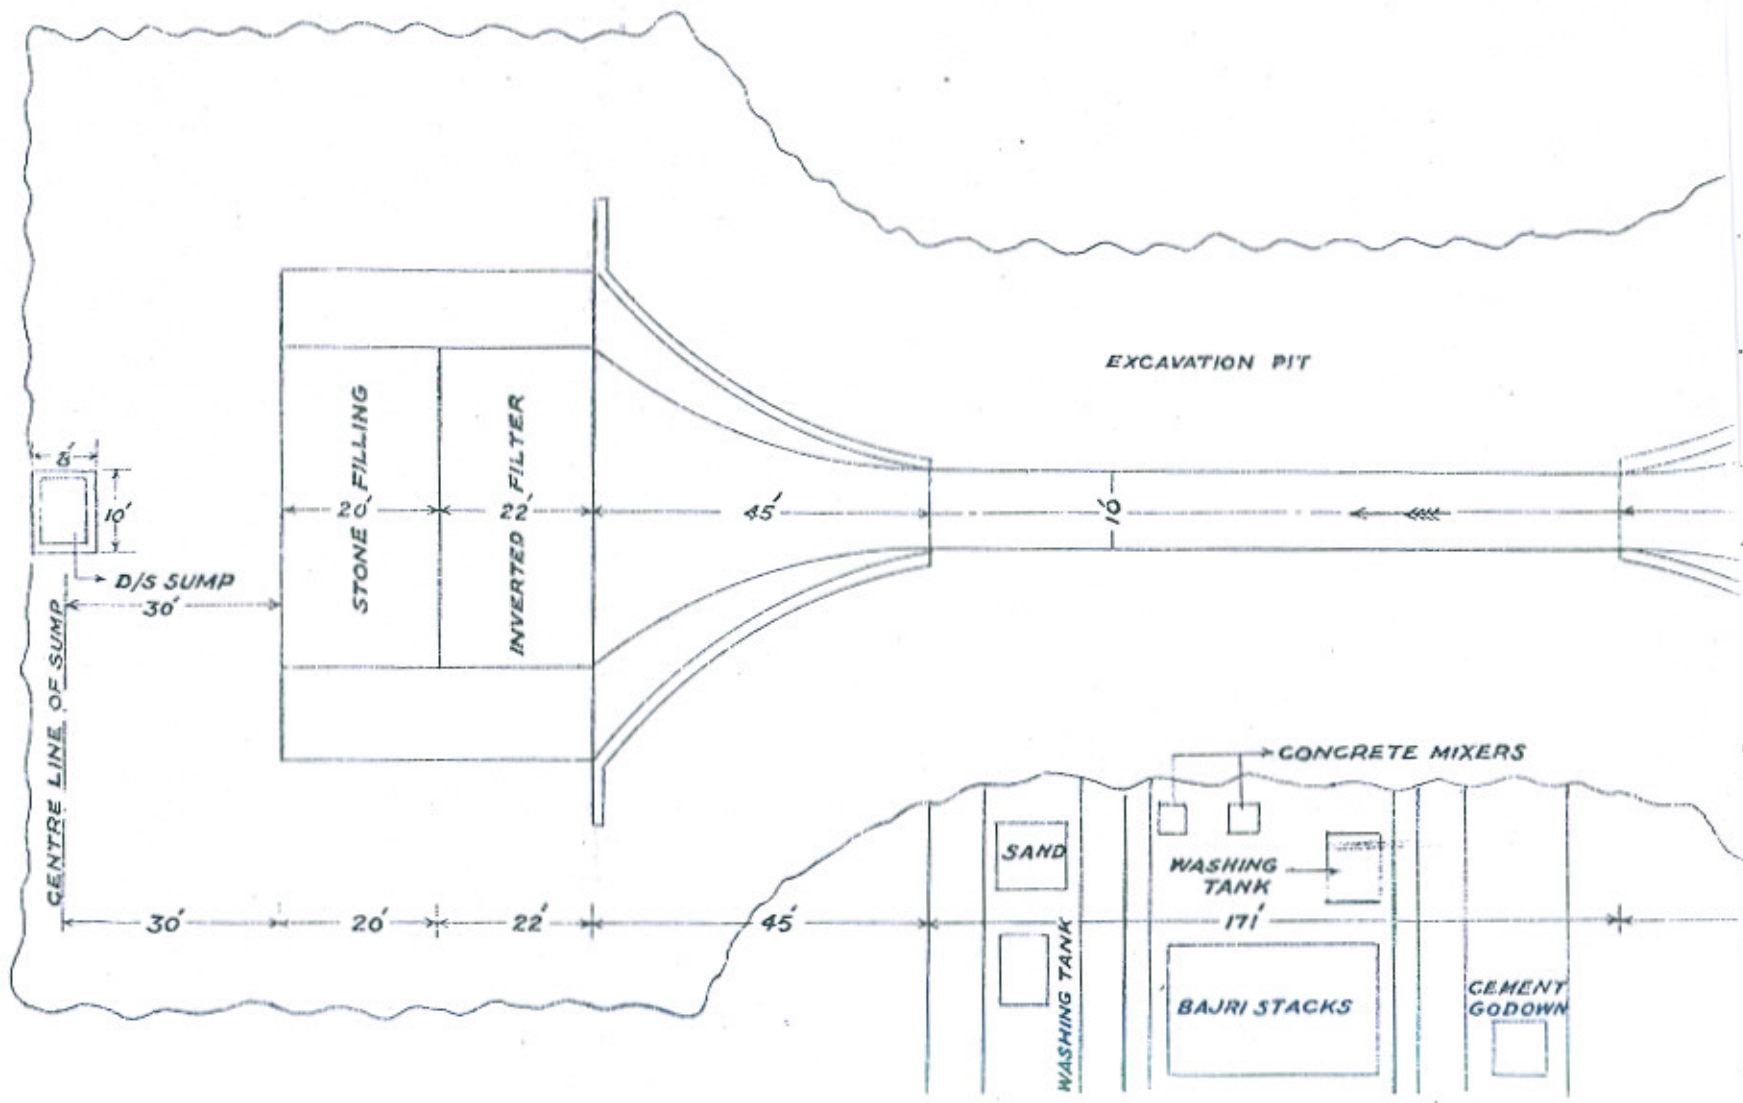 EXCAVATION PIT
8'
10'
D/S SUMP
30'
CENTRE LINE OF SUMP
STONE FILLING
20'
INVERTED FILTER
22'
45'
10'
CONCRETE MIXERS
SAND
WASHING
TANK
30'
20'
22'
45'
171'
WASHING TANK
BAJRI STACKS
CEMENT
GODOWN